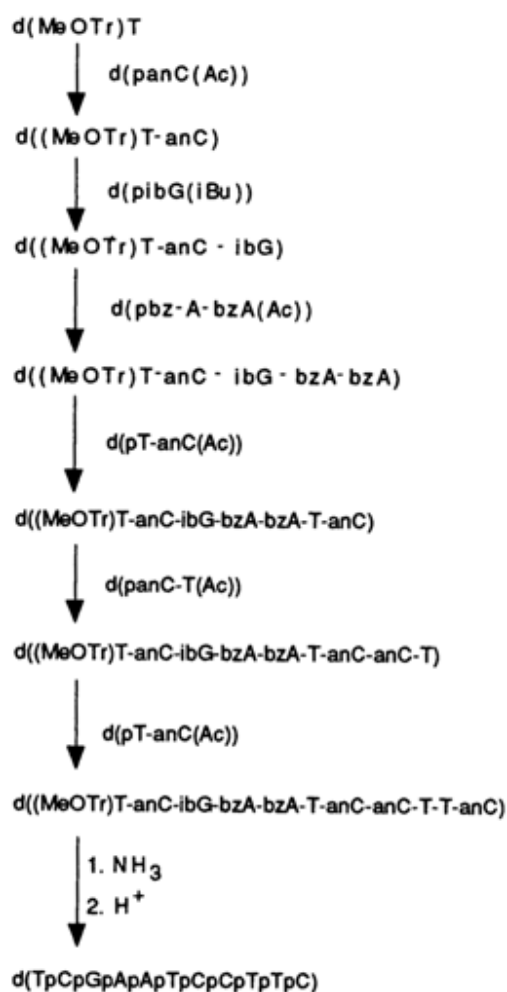 d(MeOTr)T
d(panC(Ac))
d((MeOTr)T-anC)
d(pibG(iBu))
d((MeOTr)T-anC - ibG)
d(pbz-A-bzA(Ac))
d((MeOTr)T-anC - ibG - bzA-bzA)
d(pT-anC(Ac))
d((MeOTr)T-anC-ibG-bzA-bzA-T-anC)
d(panC-T(Ac))
d((MeOTr)T-anC-ibG-bzA-bzA-T-anC-anC-T)
d(pT-anC(Ac))
d((MeOTr)T-anC-ibG-bzA-bzA-T-anC-anC-T-T-anC)
1. NH₃
2. H⁺
d(TpCpGpApApTpCpCpTpTpC)